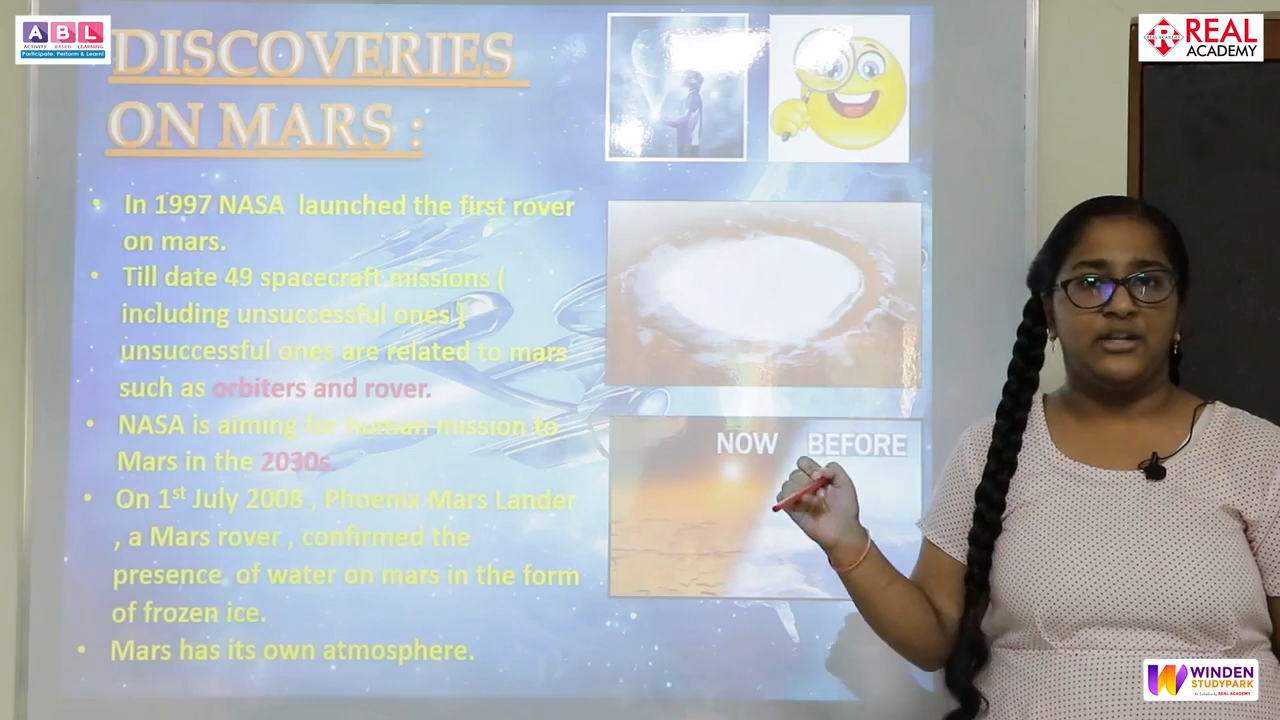 ABL
ACTIVITY BASED LEARNING
Participate, Perform & Learn!
REAL
ACADEMY
DISCOVERIES
ON MARS :
• In 1997 NASA launched the first rover
on mars.
• Till date 49 spacecraft missions (
including unsuccessful ones ]
unsuccessful ones are related to mars
such as orbiters and rover.
• NASA is aiming for human mission to
Mars in the 2030s.
• On 1st July 2008 , Phoenix Mars Lander
, a Mars rover , confirmed the
presence of water on mars in the form
of frozen ice.
• Mars has its own atmosphere.
NOW BEFORE
WINDEN
STUDYPARK